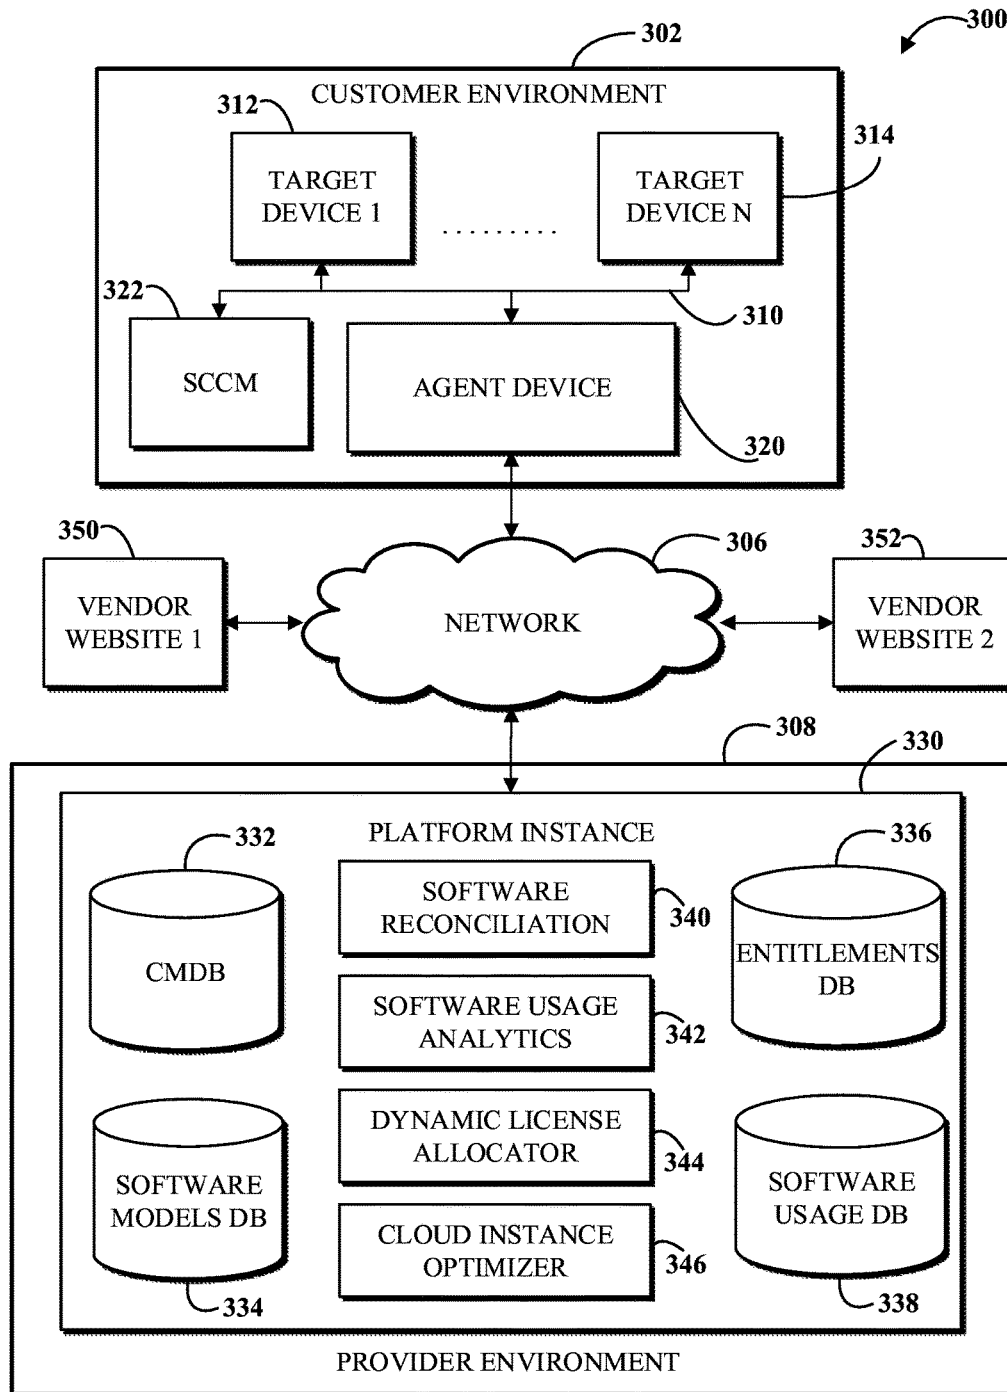 300
302
CUSTOMER ENVIRONMENT
312
314
TARGET
DEVICE 1
.........
TARGET
DEVICE N
322
310
SCCM
AGENT DEVICE
320
350
306
352
VENDOR
WEBSITE 1
NETWORK
VENDOR
WEBSITE 2
308
330
PLATFORM INSTANCE
332
336
SOFTWARE
RECONCILIATION
340
CMDB
ENTITLEMENTS
DB
SOFTWARE USAGE
ANALYTICS
342
DYNAMIC LICENSE
ALLOCATOR
344
SOFTWARE
MODELS DB
SOFTWARE
USAGE DB
CLOUD INSTANCE
OPTIMIZER
346
334
338
PROVIDER ENVIRONMENT